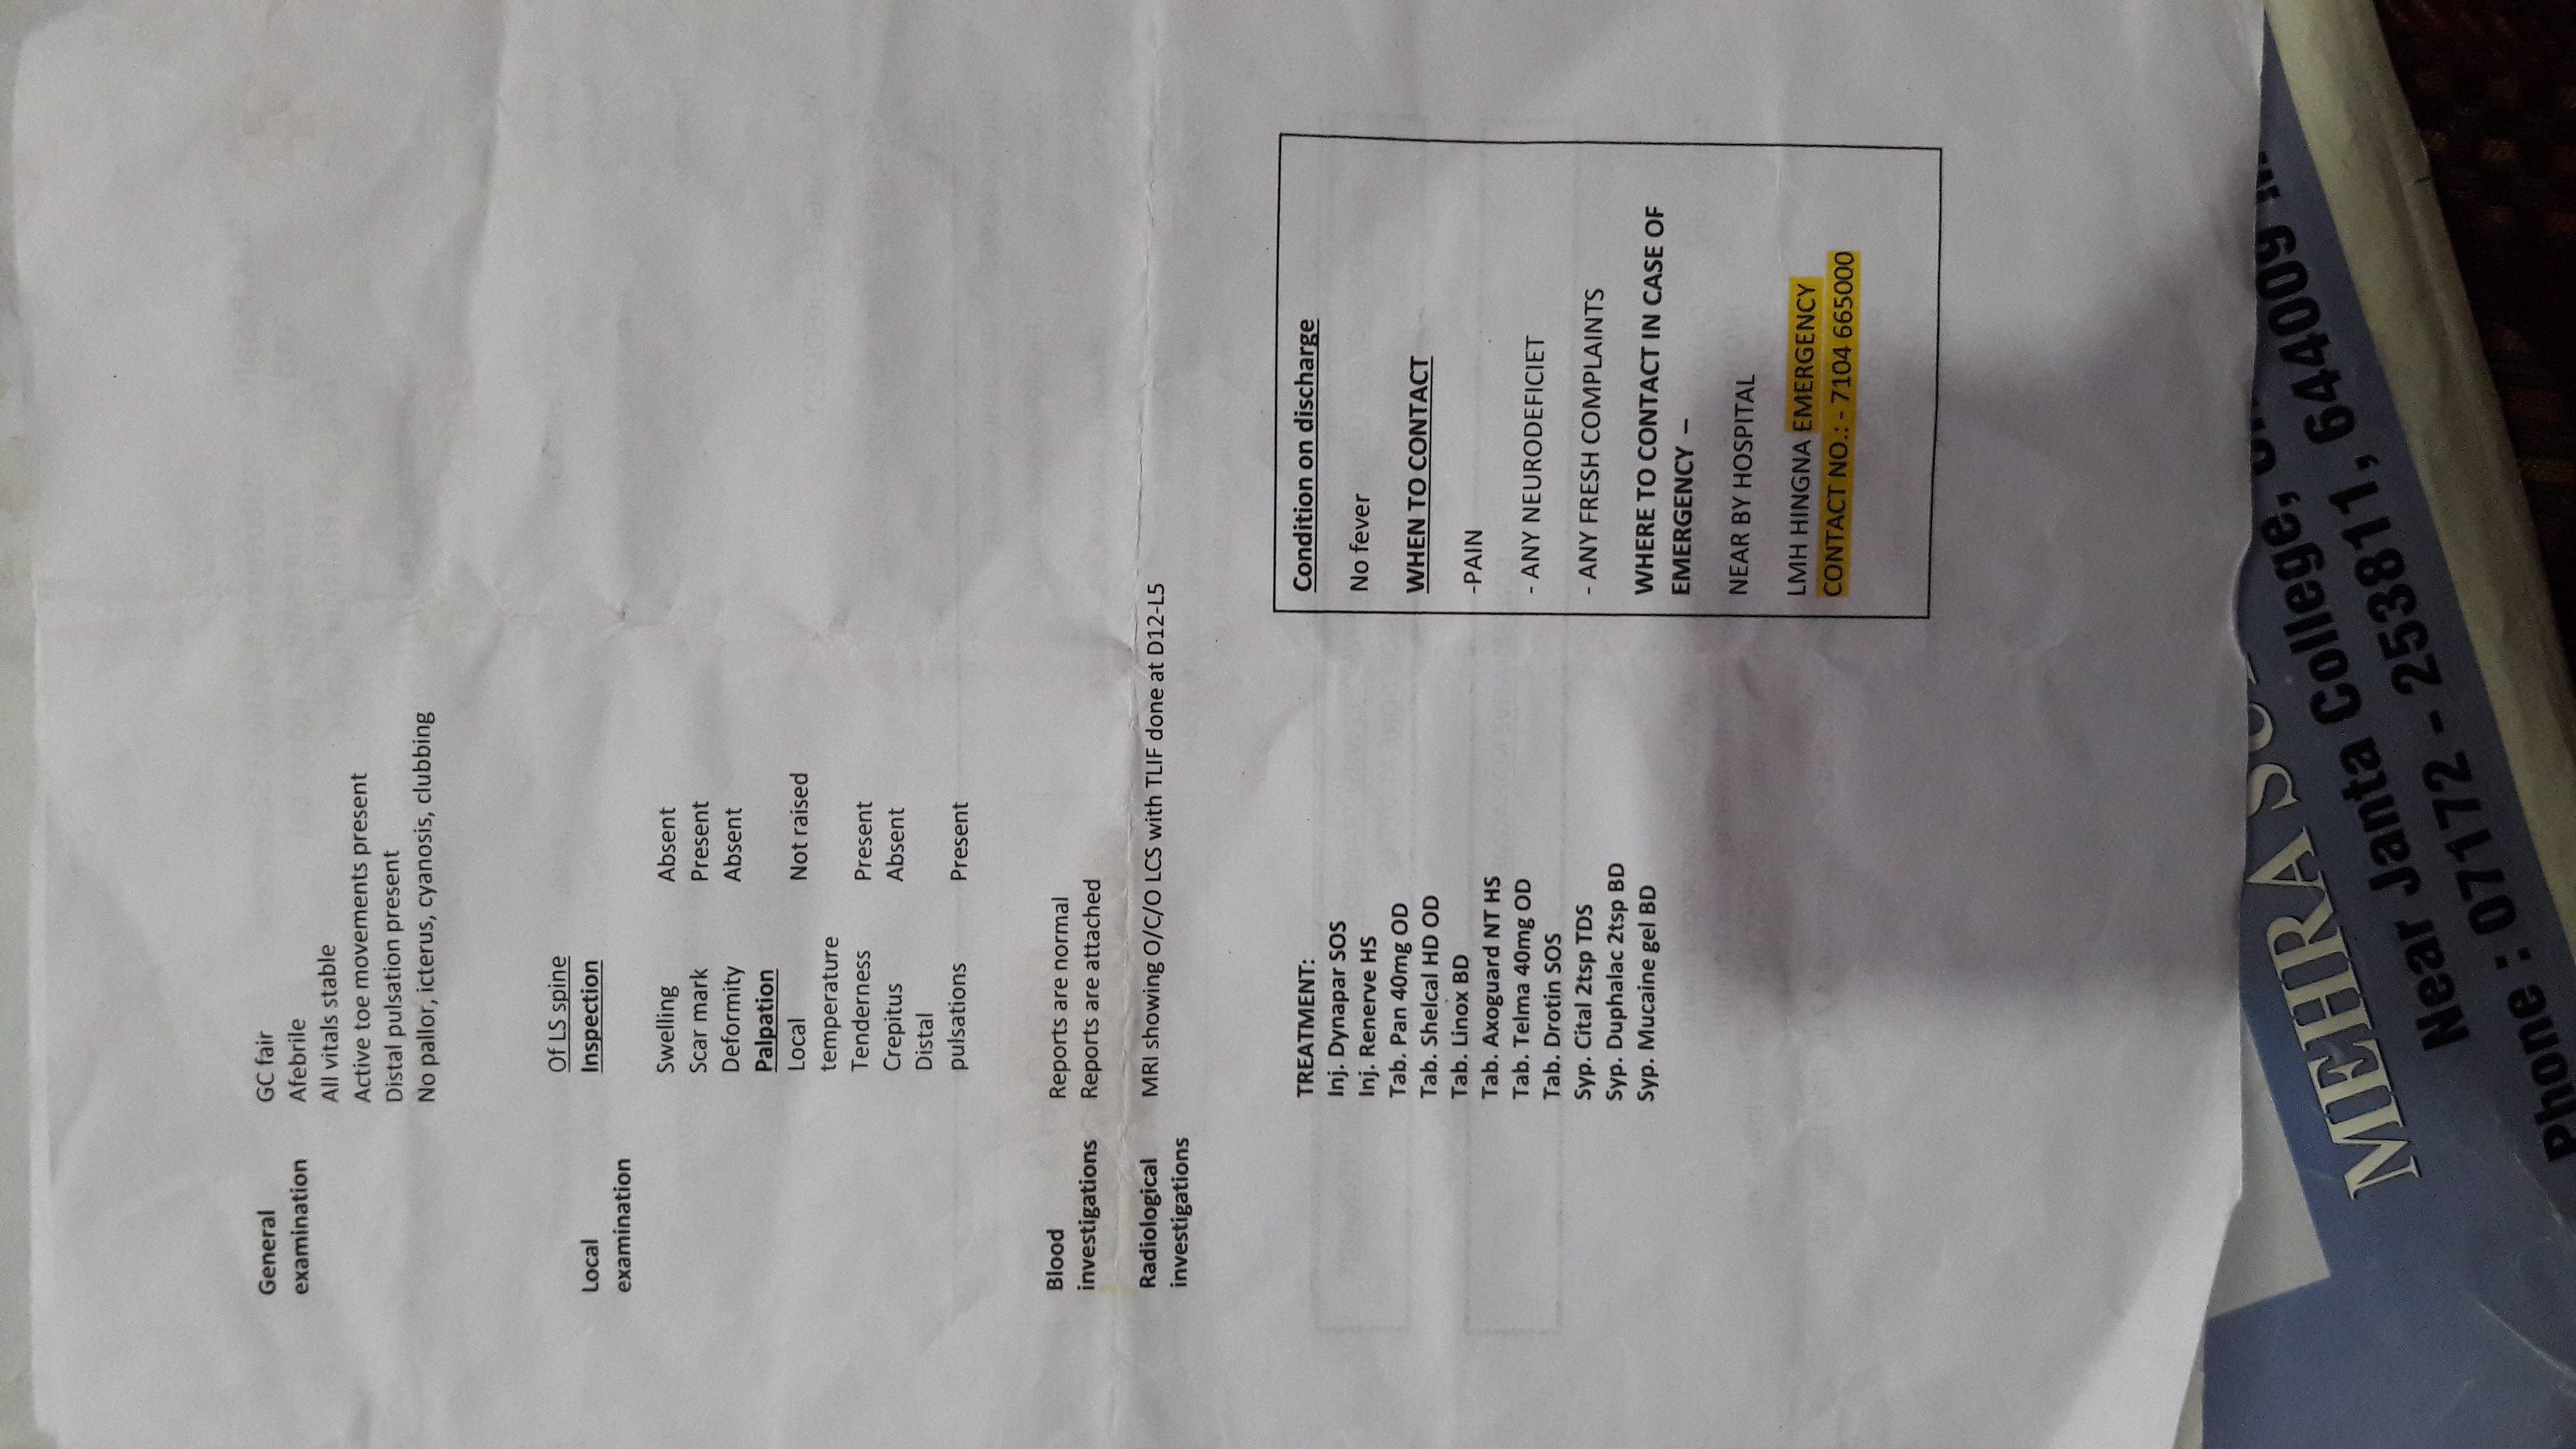 General GC fair
examination Afebrile
All vitals stable
Active toe movements present
Distal pulsation present
No pallor, icterus, cyanosis, clubbing
Of LS spine
Local Inspection
examination
Swelling Absent
Scar mark Present
Deformity Absent
Palpation
Local Not raised
temperature
Tenderness Present
Crepitus Absent
Distal
pulsations Present
Blood Reports are normal
investigations Reports are attached
Radiological MRI showing O/C/O LCS with TLIF done at D12-L5
investigations
TREATMENT:
Inj. Dynapar SOS
Inj. Renerve HS
Tab. Pan 40mg OD
Tab. Shelcal HD OD
Tab. Linox BD
Tab. Axoguard NT HS
Tab. Telma 40mg OD
Tab. Drotin SOS
Syp. Cital 2tsp TDS
Syp. Duphalac 2tsp BD
Syp. Mucaine gel BD
Condition on discharge
No fever
WHEN TO CONTACT
-PAIN
- ANY NEURODEFICIET
- ANY FRESH COMPLAINTS
WHERE TO CONTACT IN CASE OF
EMERGENCY –
NEAR BY HOSPITAL
LMH HINGNA EMERGENCY
CONTACT NO.: - 7104 665000
MEHRA
Near Janta College,
Phone : 07172 - 253811, 644009